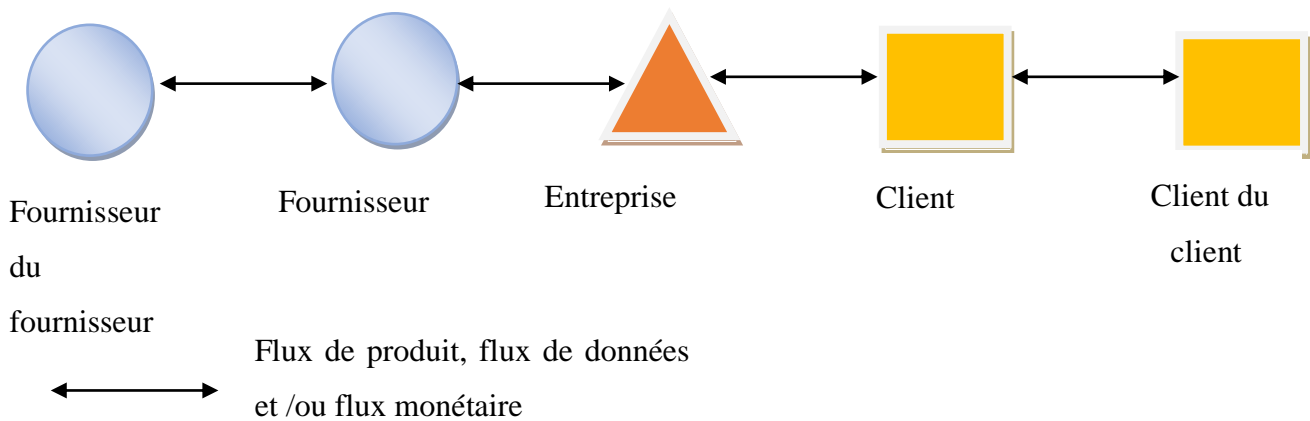 Fournisseur
du
fournisseur
Fournisseur
Entreprise
Client
Client du
client
Flux de produit, flux de données
et /ou flux monétaire